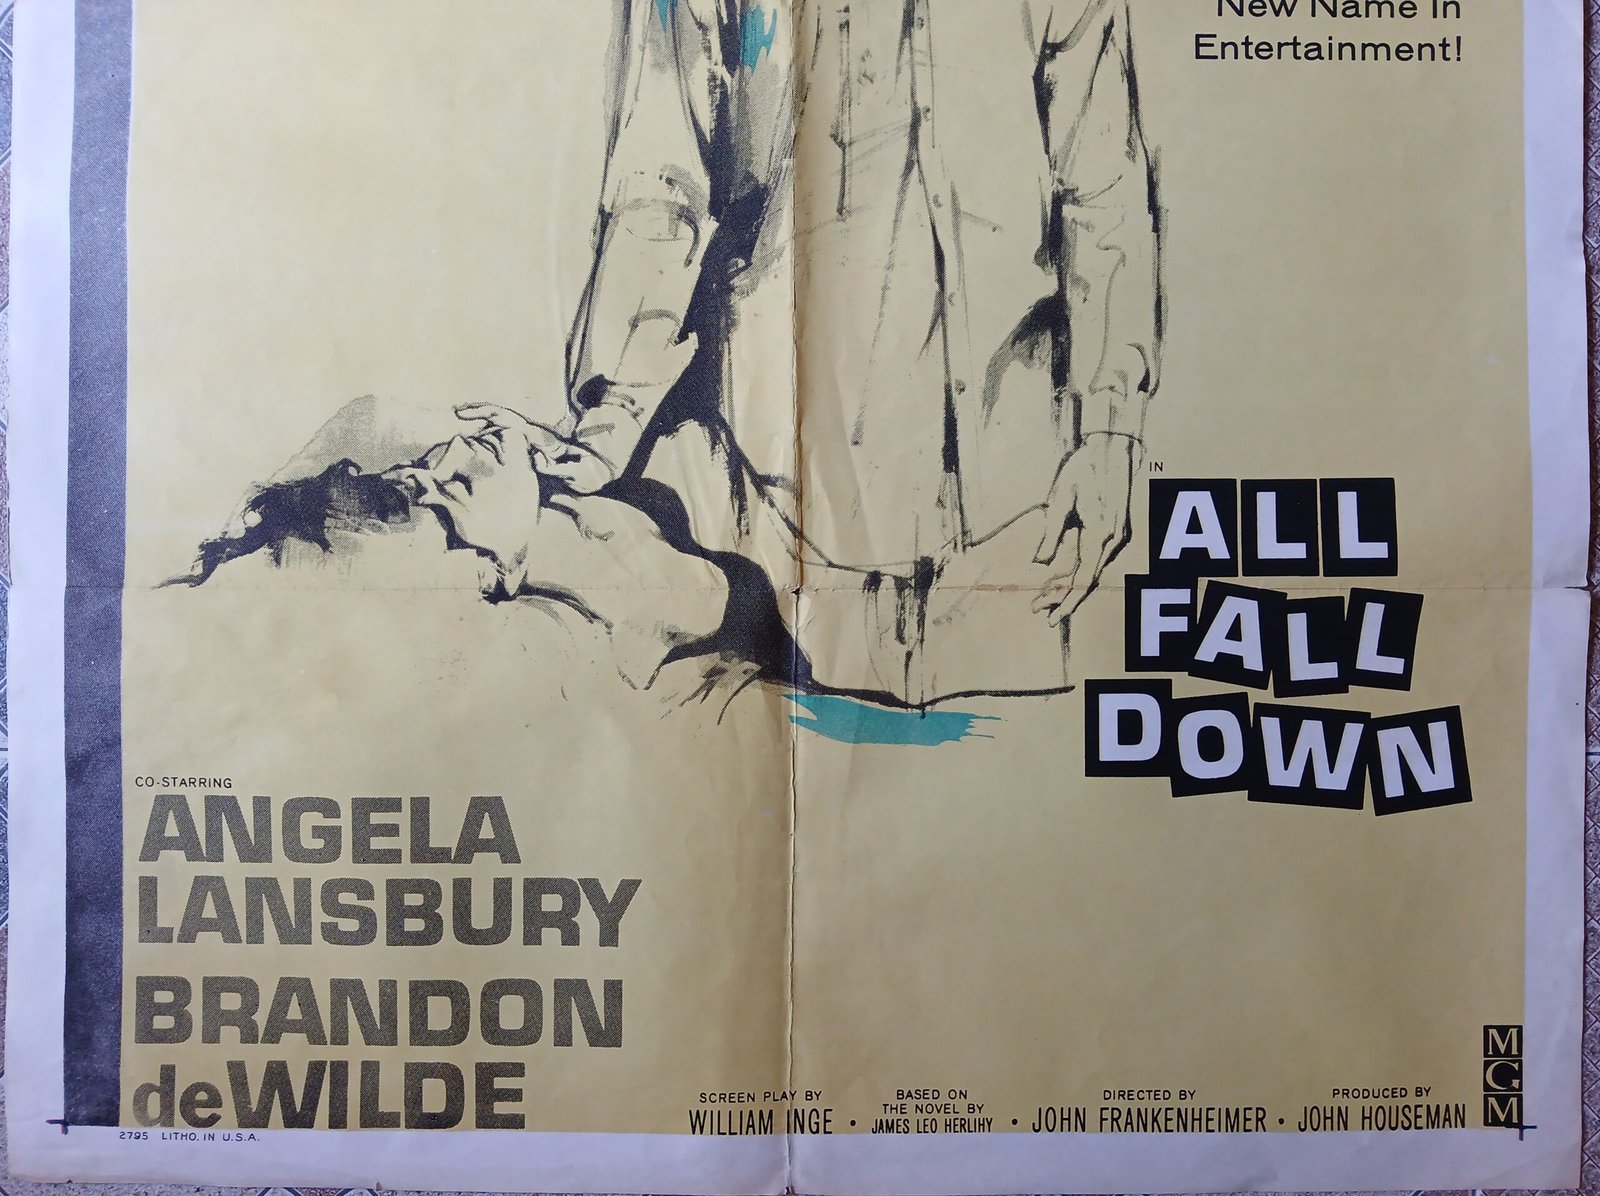 New Name In
Entertainment!
IN
ALL
FALL
DOWN
CO-STARRING
ANGELA
LANSBURY
BRANDON
deWILDE
SCREEN PLAY BY
WILLIAM INGE •
BASED ON
THE NOVEL BY
JAMES LEO HERLIHY •
DIRECTED BY
JOHN FRANKENHEIMER •
PRODUCED BY
JOHN HOUSEMAN
MGM
2795 LITHO. IN U.S.A.